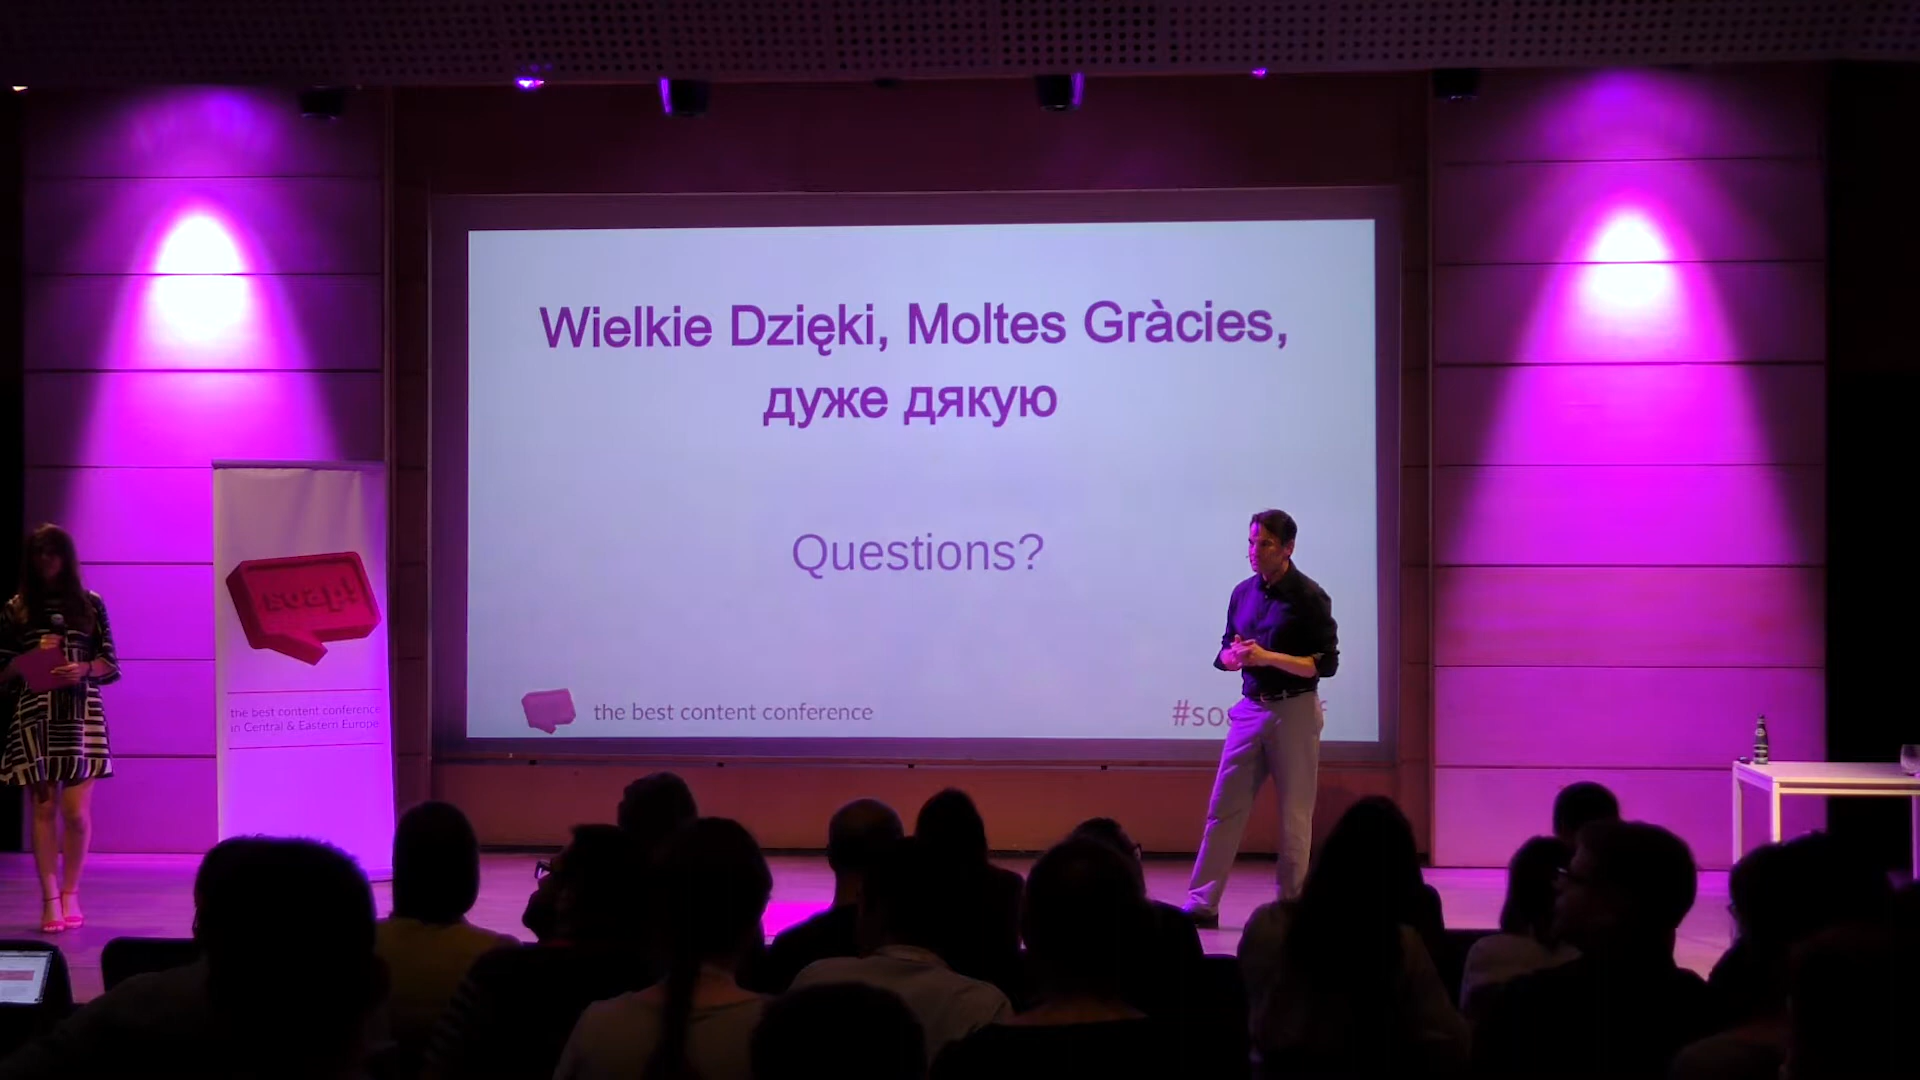 Wielkie Dzięki, Moltes Gràcies,
дуже дякую
Questions?
the best content conference
soap!
the best content conference
in Central & Eastern Europe